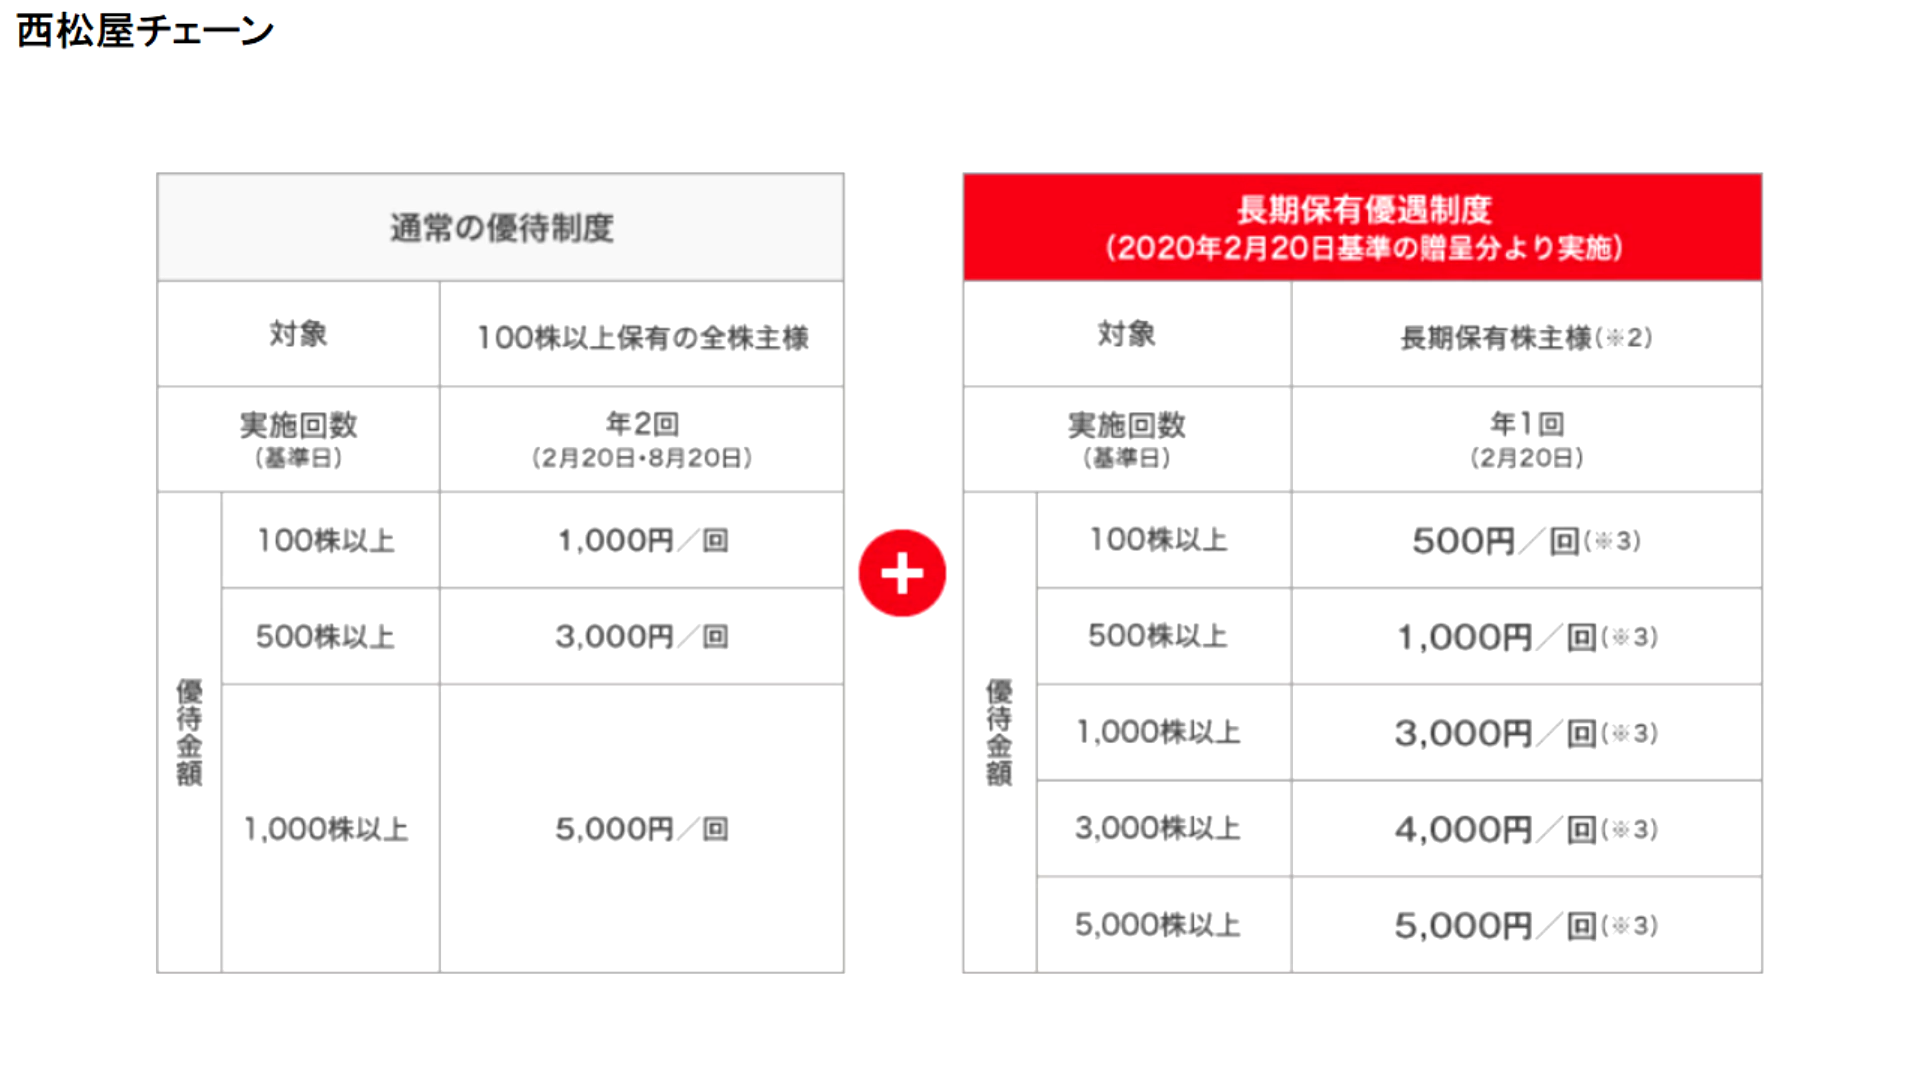 西松屋チェーン
通常の優待制度
対象
100株以上保有の全株主様
実施回数
(基準日)
年2回
(2月20日・8月20日)
優待金額
100株以上
1,000円／回
500株以上
3,000円／回
1,000株以上
5,000円／回
+
長期保有優遇制度
(2020年2月20日基準の贈呈分より実施)
対象
長期保有株主様(※2)
実施回数
(基準日)
年1回
(2月20日)
優待金額
100株以上
500円／回(※3)
500株以上
1,000円／回(※3)
1,000株以上
3,000円／回(※3)
3,000株以上
4,000円／回(※3)
5,000株以上
5,000円／回(※3)